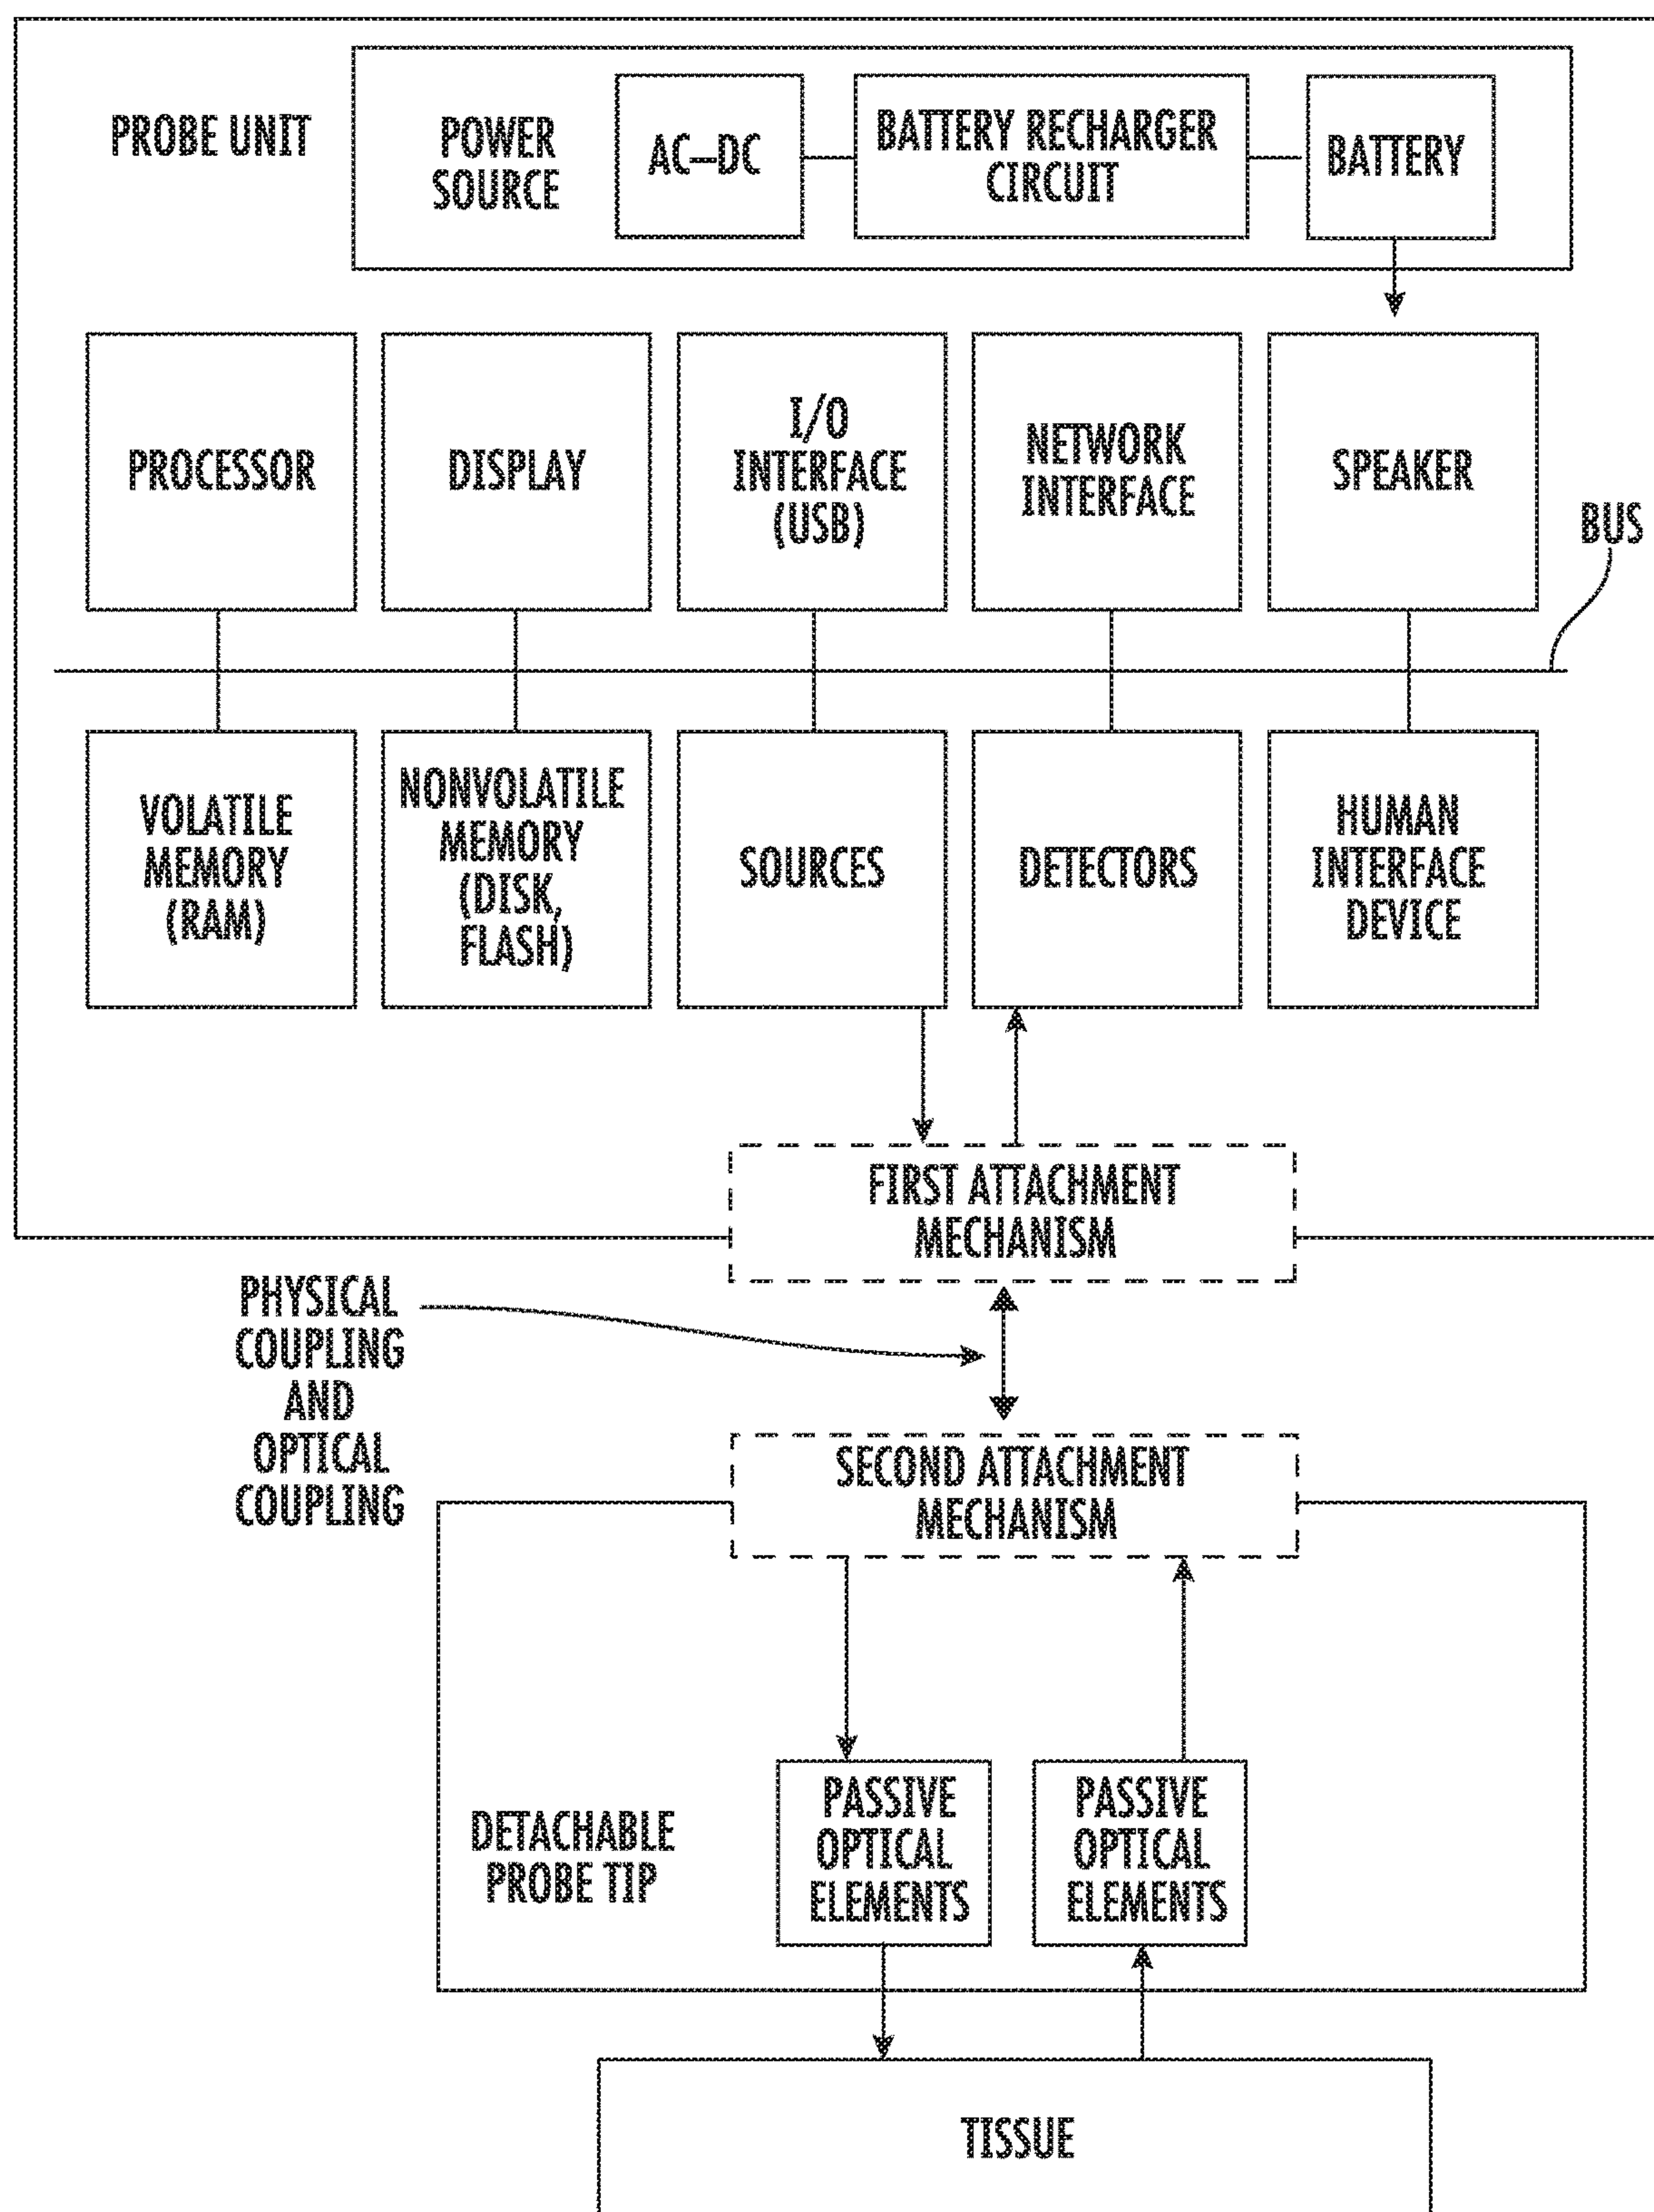 PROBE UNIT
POWER
SOURCE
AC–DC
BATTERY RECHARGER
CIRCUIT
BATTERY
PROCESSOR
DISPLAY
I/O
INTERFACE
(USB)
NETWORK
INTERFACE
SPEAKER
BUS
VOLATILE
MEMORY
(RAM)
NONVOLATILE
MEMORY
(DISK,
FLASH)
SOURCES
DETECTORS
HUMAN
INTERFACE
DEVICE
FIRST ATTACHMENT
MECHANISM
PHYSICAL
COUPLING
AND
OPTICAL
COUPLING
SECOND ATTACHMENT
MECHANISM
DETACHABLE
PROBE TIP
PASSIVE
OPTICAL
ELEMENTS
PASSIVE
OPTICAL
ELEMENTS
TISSUE